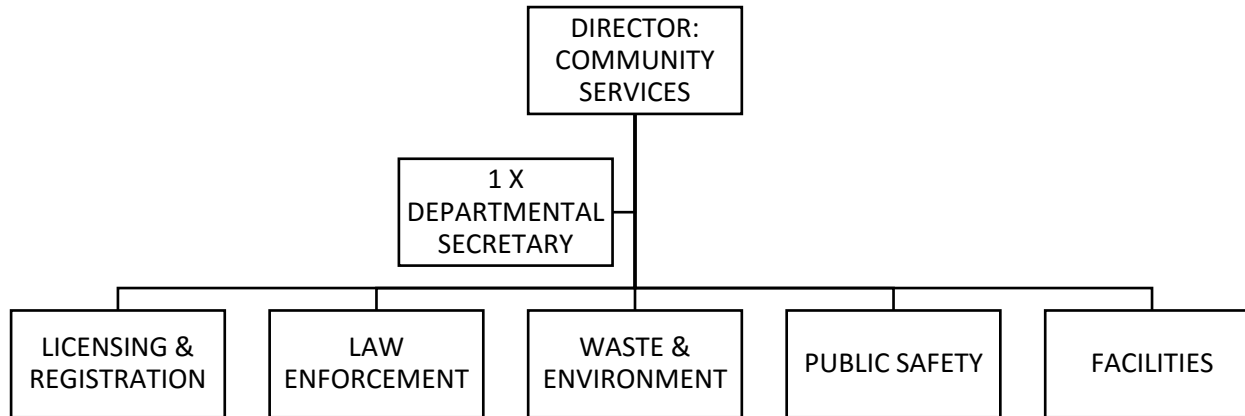 DIRECTOR:
COMMUNITY
SERVICES
1 X
DEPARTMENTAL
SECRETARY
LICENSING &
REGISTRATION
LAW
ENFORCEMENT
WASTE &
ENVIRONMENT
PUBLIC SAFETY
FACILITIES